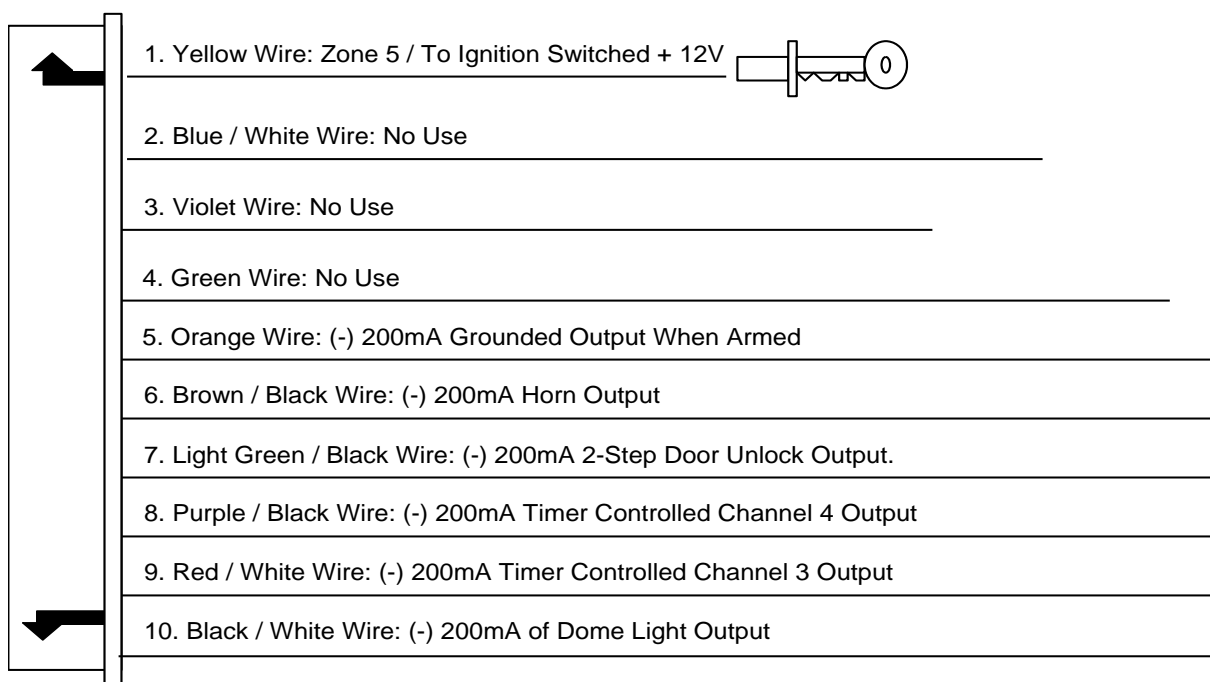 1. Yellow Wire: Zone 5 / To Ignition Switched + 12V
2. Blue / White Wire: No Use
3. Violet Wire: No Use
4. Green Wire: No Use
5. Orange Wire: (-) 200mA Grounded Output When Armed
6. Brown / Black Wire: (-) 200mA Horn Output
7. Light Green / Black Wire: (-) 200mA 2-Step Door Unlock Output.
8. Purple / Black Wire: (-) 200mA Timer Controlled Channel 4 Output
9. Red / White Wire: (-) 200mA Timer Controlled Channel 3 Output
10. Black / White Wire: (-) 200mA of Dome Light Output